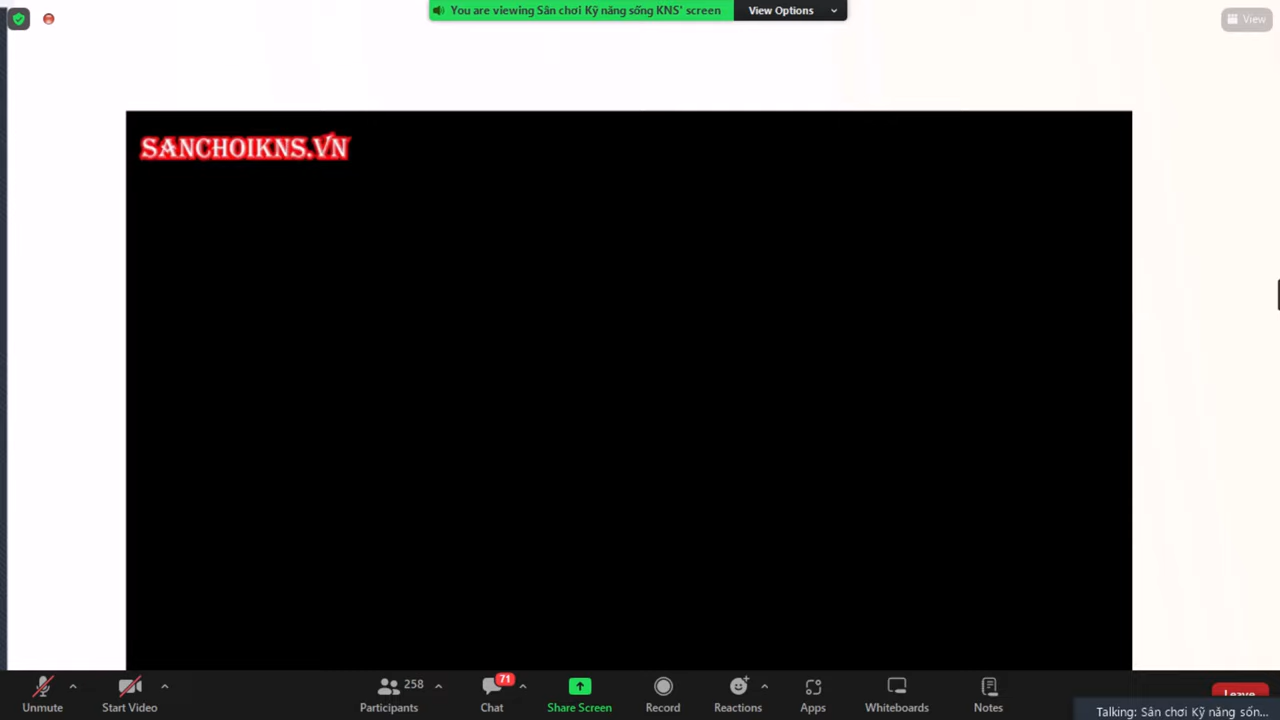 You are viewing Sân chơi Kỹ năng sống KNS' screen
View Options
View
SANCHOIKNS.VN
Unmute
Start Video
258
Participants
71
Chat
Share Screen
Record
Reactions
Apps
Whiteboards
Notes
Leave
Talking: Sân chơi Kỹ năng sốn...